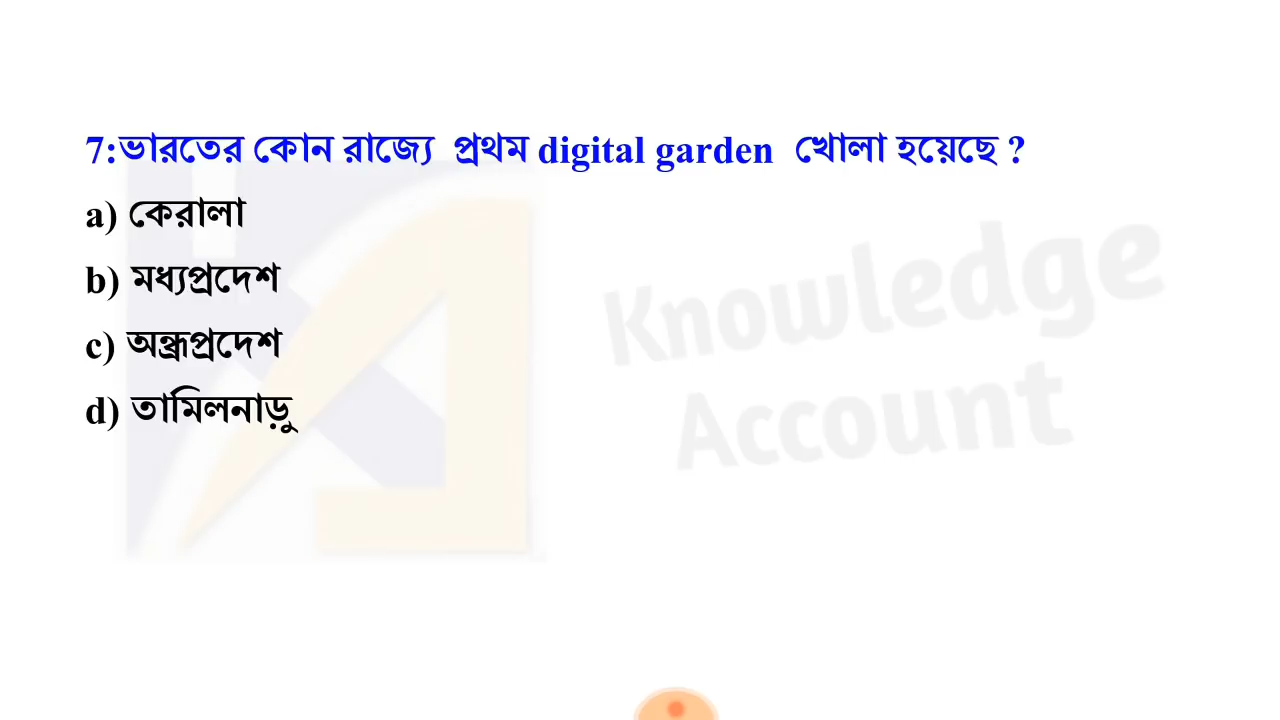 7:ভারতের কোন রাজ্যে প্রথম digital garden খোলা হয়েছে ?
a) কেরালা
b) মধ্যপ্রদেশ
c) অন্ধ্রপ্রদেশ
d) তামিলনাড়ু
Knowledge
Account